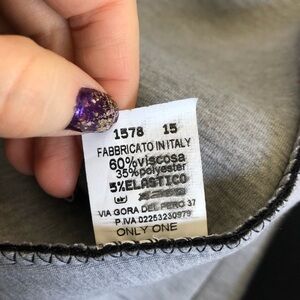 1578 15
FABBRICATO IN ITALY
60% viscosa
35% polyester
5% ELASTICO
VIA GORA DEL PERO 37
P.IVA 02253230979
ONLY ONE